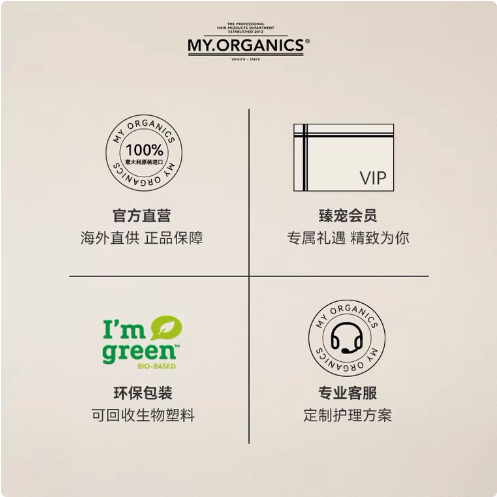 THE PROFESSIONAL
HAIR PRODUCTS DEPARTMENT
ESTABLISHED 2012
MY.ORGANICS®
VENICE - ITALY
MY ORGANICS
100%
意大利原装进口
MY ORGANICS
官方直营
海外直供 正品保障
VIP
臻宠会员
专属礼遇 精致为你
I'm
green™
BIO-BASED
环保包装
可回收生物塑料
MY ORGANICS
MY ORGANICS
专业客服
定制护理方案